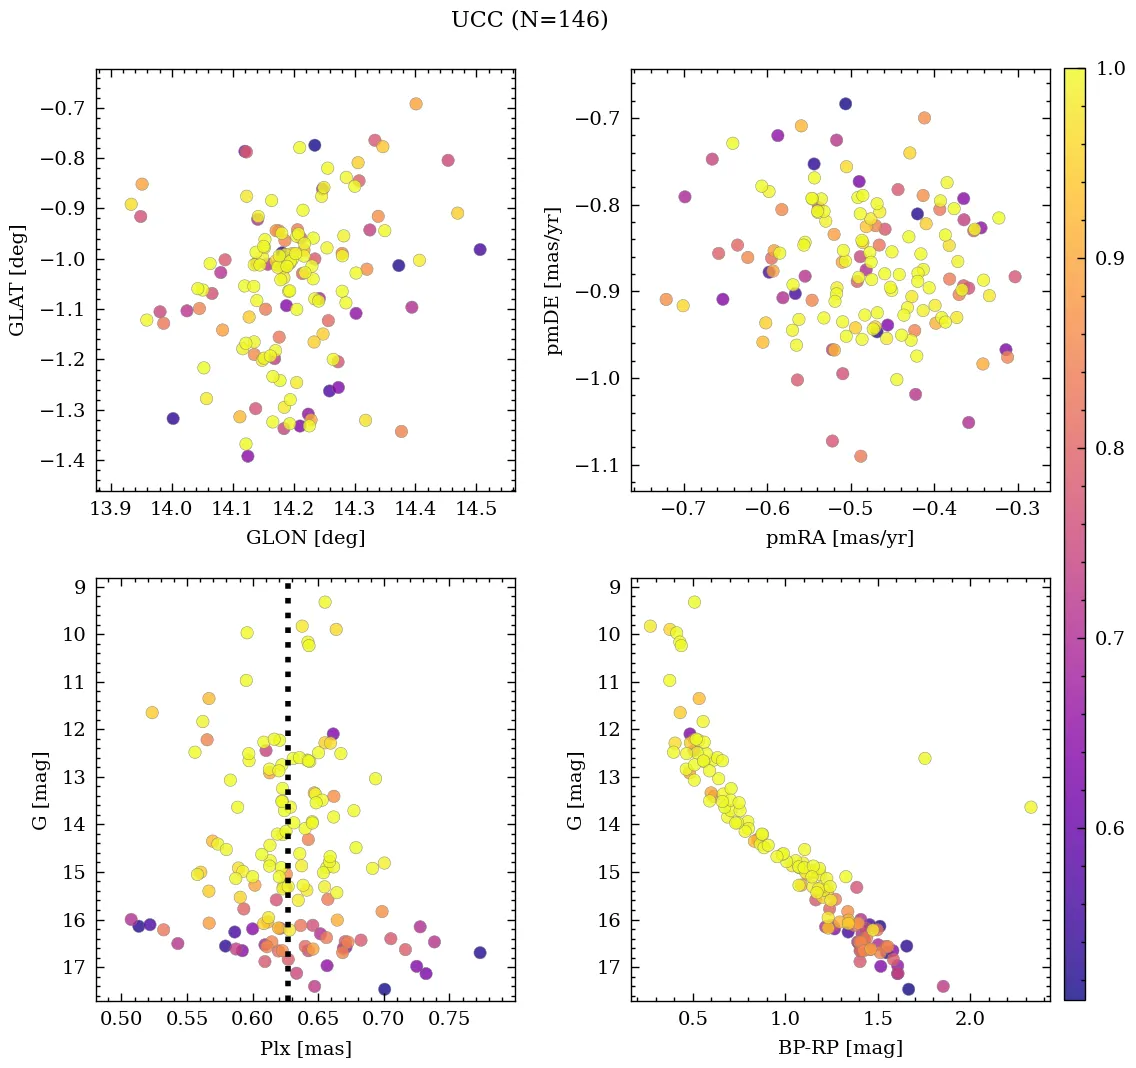 UCC (N=146)
−0.7
−0.8
−0.9
−1.0
−1.1
−1.2
−1.3
−1.4
GLAT [deg]
13.9 14.0 14.1 14.2 14.3 14.4 14.5
GLON [deg]
−0.7
−0.8
−0.9
−1.0
−1.1
pmDE [mas/yr]
−0.7 −0.6 −0.5 −0.4 −0.3
pmRA [mas/yr]
1.0
0.9
0.8
0.7
0.6
9
10
11
12
13
14
15
16
17
G [mag]
0.50 0.55 0.60 0.65 0.70 0.75
Plx [mas]
9
10
11
12
13
14
15
16
17
G [mag]
0.5 1.0 1.5 2.0
BP-RP [mag]